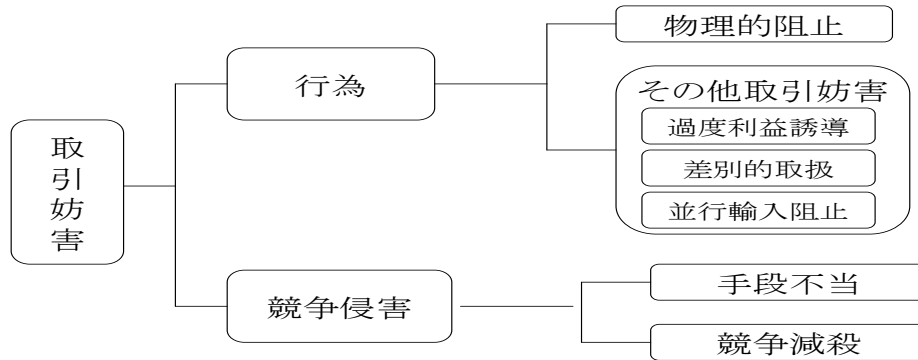 取引妨害
行為
物理的阻止
その他取引妨害
過度利益誘導
差別的取扱
並行輸入阻止
競争侵害
手段不当
競争減殺